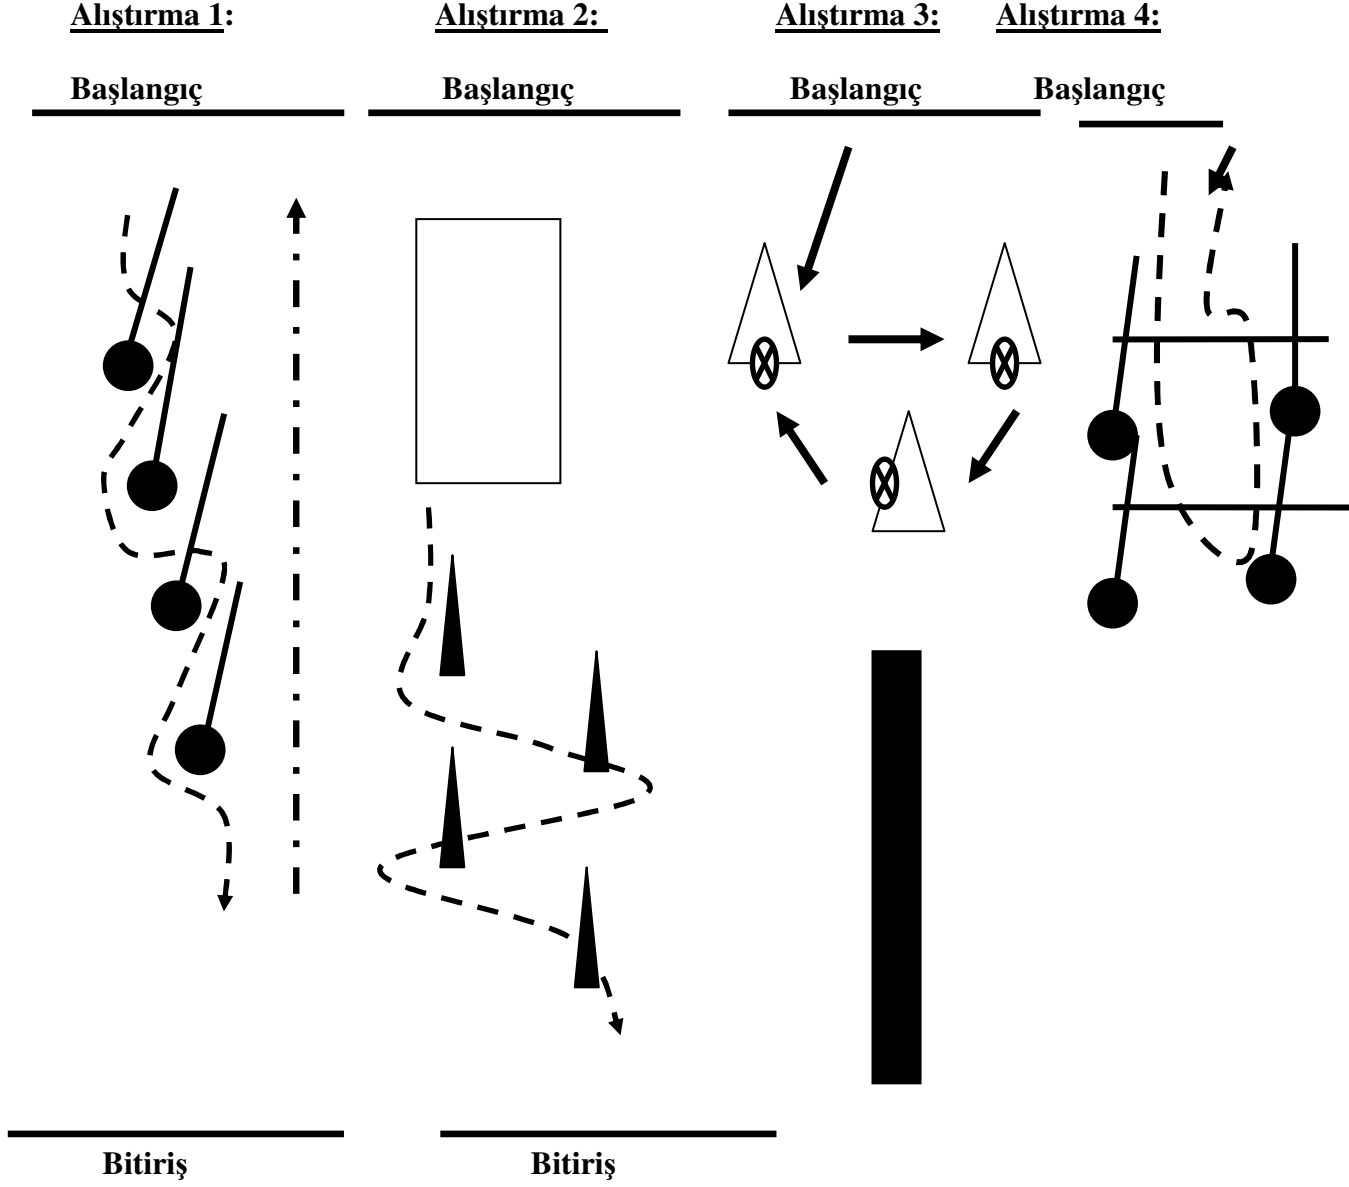 Alıştırma 1: Alıştırma 2: Alıştırma 3: Alıştırma 4:
Başlangıç Başlangıç Başlangıç Başlangıç
Bitiriş Bitiriş